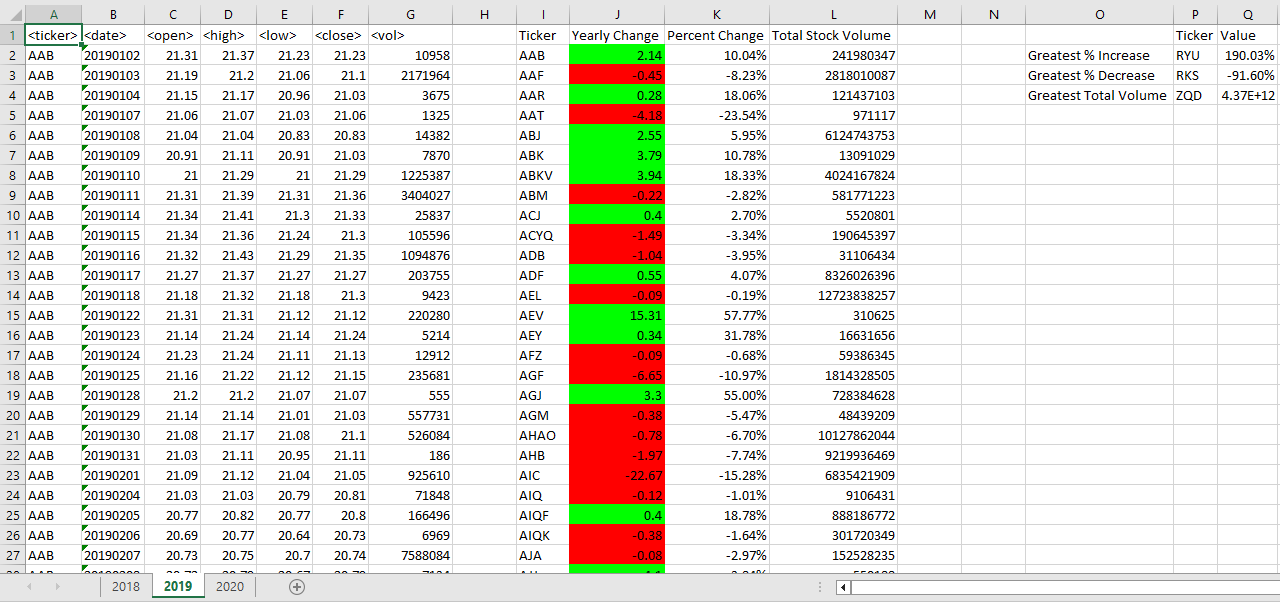 A B C D E F G H I J K L M N O P Q
1 <ticker> <date> <open> <high> <low> <close> <vol> Ticker Yearly Change Percent Change Total Stock Volume Ticker Value
2 AAB 20190102 21.31 21.37 21.23 21.23 10958 AAB 2.14 10.04% 241980347 Greatest % Increase RYU 190.03%
3 AAB 20190103 21.19 21.2 21.06 21.1 2171964 AAF -0.45 -8.23% 2818010087 Greatest % Decrease RKS -91.60%
4 AAB 20190104 21.15 21.17 20.96 21.03 3675 AAR 0.28 18.06% 121437103 Greatest Total Volume ZQD 4.37E+12
5 AAB 20190107 21.06 21.07 21.03 21.06 1325 AAT -4.18 -23.54% 971117
6 AAB 20190108 21.04 21.04 20.83 20.83 14382 ABJ 2.55 5.95% 6124743753
7 AAB 20190109 20.91 21.11 20.91 21.03 7870 ABK 3.79 10.78% 13091029
8 AAB 20190110 21 21.29 21 21.29 1225387 ABKV 3.94 18.33% 4024167824
9 AAB 20190111 21.31 21.39 21.31 21.36 3404027 ABM -0.22 -2.82% 581771223
10 AAB 20190114 21.34 21.41 21.3 21.33 25837 ACJ 0.4 2.70% 5520801
11 AAB 20190115 21.34 21.36 21.24 21.3 105596 ACYQ -1.49 -3.34% 190645397
12 AAB 20190116 21.32 21.43 21.29 21.35 1094876 ADB -1.04 -3.95% 31106434
13 AAB 20190117 21.27 21.37 21.27 21.27 203755 ADF 0.55 4.07% 8326026396
14 AAB 20190118 21.18 21.32 21.18 21.3 9423 AEL -0.09 -0.19% 12723838257
15 AAB 20190122 21.31 21.31 21.12 21.12 220280 AEV 15.31 57.77% 310625
16 AAB 20190123 21.14 21.24 21.14 21.24 5214 AEY 0.34 31.78% 16631656
17 AAB 20190124 21.23 21.24 21.11 21.13 12912 AFZ -0.09 -0.68% 59386345
18 AAB 20190125 21.16 21.22 21.12 21.15 235681 AGF -6.65 -10.97% 1814328505
19 AAB 20190128 21.2 21.2 21.07 21.07 555 AGJ 3.3 55.00% 728384628
20 AAB 20190129 21.14 21.14 21.01 21.03 557731 AGM -0.38 -5.47% 48439209
21 AAB 20190130 21.08 21.17 21.08 21.1 526084 AHAO -0.78 -6.70% 10127862044
22 AAB 20190131 21.03 21.11 20.95 21.11 186 AHB -1.97 -7.74% 9219936469
23 AAB 20190201 21.09 21.12 21.04 21.05 925610 AIC -22.67 -15.28% 6835421909
24 AAB 20190204 21.03 21.03 20.79 20.81 71848 AIQ -0.12 -1.01% 9106431
25 AAB 20190205 20.77 20.82 20.77 20.8 166496 AIQF 0.4 18.78% 888186772
26 AAB 20190206 20.69 20.77 20.64 20.73 6969 AIQK -0.38 -1.64% 301720349
27 AAB 20190207 20.73 20.75 20.7 20.74 7588084 AJA -0.08 -2.97% 152528235
2018 2019 2020